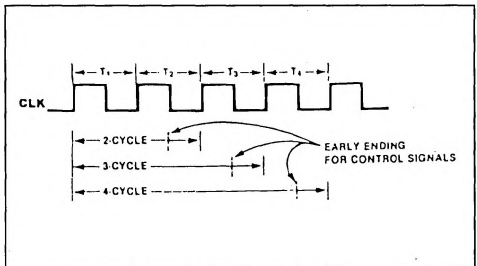 T₁ T₂ T₃ T₄
CLK
2-CYCLE
3-CYCLE
4-CYCLE
EARLY ENDING
FOR CONTROL SIGNALS